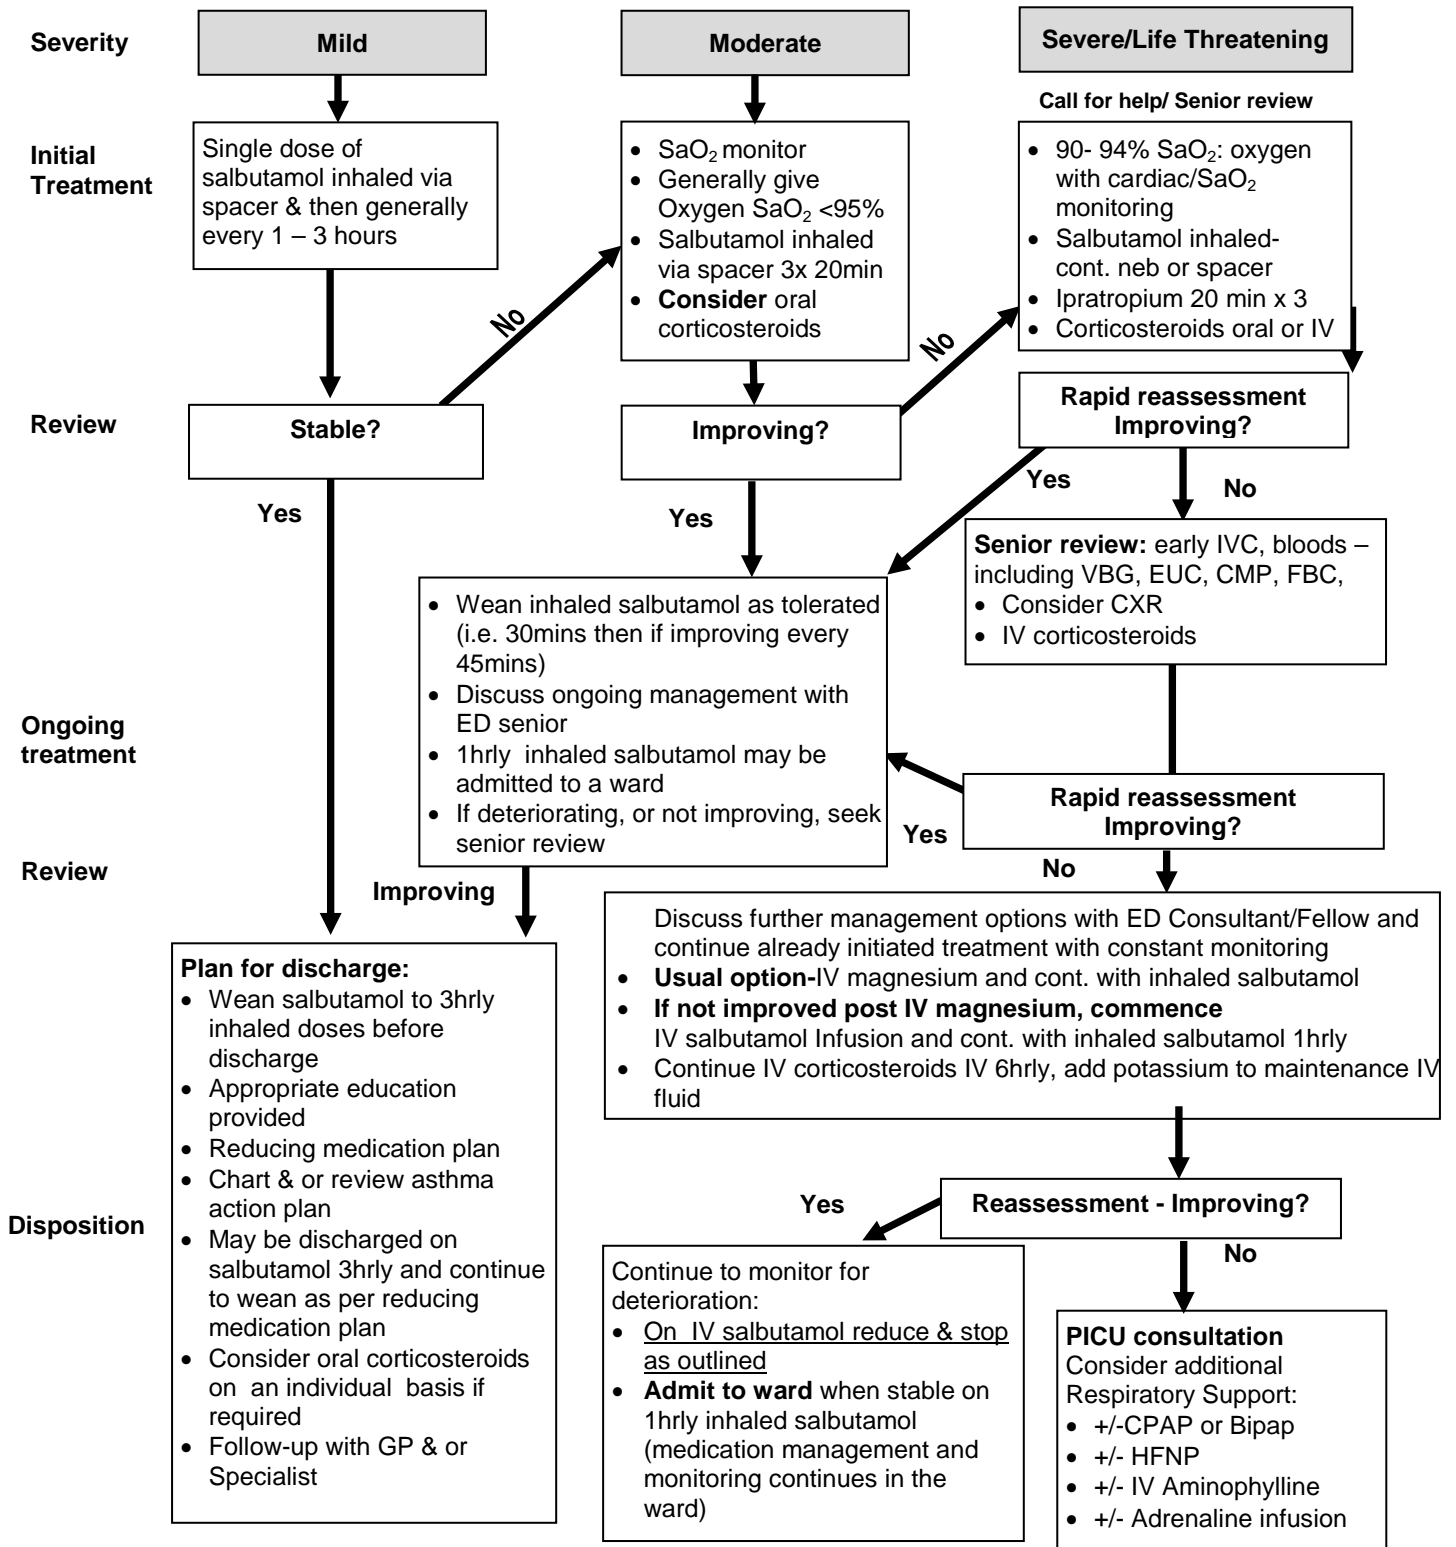 Severity
Mild
Moderate
Severe/Life Threatening
Call for help/ Senior review
Initial
Treatment
Single dose of
salbutamol inhaled via
spacer & then generally
every 1 – 3 hours
• SaO2 monitor
• Generally give
Oxygen SaO2 <95%
• Salbutamol inhaled
via spacer 3x 20min
• Consider oral
corticosteroids
• 90- 94% SaO2: oxygen
with cardiac/SaO2
monitoring
• Salbutamol inhaled-
cont. neb or spacer
• Ipratropium 20 min x 3
• Corticosteroids oral or IV
No
No
Review
Stable?
Improving?
Rapid reassessment
Improving?
Yes
Yes
Yes
No
Senior review: early IVC, bloods –
including VBG, EUC, CMP, FBC,
• Consider CXR
• IV corticosteroids
Ongoing
treatment
• Wean inhaled salbutamol as tolerated
(i.e. 30mins then if improving every
45mins)
• Discuss ongoing management with
ED senior
• 1hrly inhaled salbutamol may be
admitted to a ward
• If deteriorating, or not improving, seek
senior review
Rapid reassessment
Improving?
Yes
No
Review
Improving
Discuss further management options with ED Consultant/Fellow and
continue already initiated treatment with constant monitoring
• Usual option-IV magnesium and cont. with inhaled salbutamol
• If not improved post IV magnesium, commence
IV salbutamol Infusion and cont. with inhaled salbutamol 1hrly
• Continue IV corticosteroids IV 6hrly, add potassium to maintenance IV
fluid
Plan for discharge:
• Wean salbutamol to 3hrly
inhaled doses before
discharge
• Appropriate education
provided
• Reducing medication plan
• Chart & or review asthma
action plan
• May be discharged on
salbutamol 3hrly and continue
to wean as per reducing
medication plan
• Consider oral corticosteroids
on an individual basis if
required
• Follow-up with GP & or
Specialist
Disposition
Reassessment - Improving?
Yes
No
Continue to monitor for
deterioration:
• On IV salbutamol reduce & stop
as outlined
• Admit to ward when stable on
1hrly inhaled salbutamol
(medication management and
monitoring continues in the
ward)
PICU consultation
Consider additional
Respiratory Support:
• +/-CPAP or Bipap
• +/- HFNP
• +/- IV Aminophylline
• +/- Adrenaline infusion